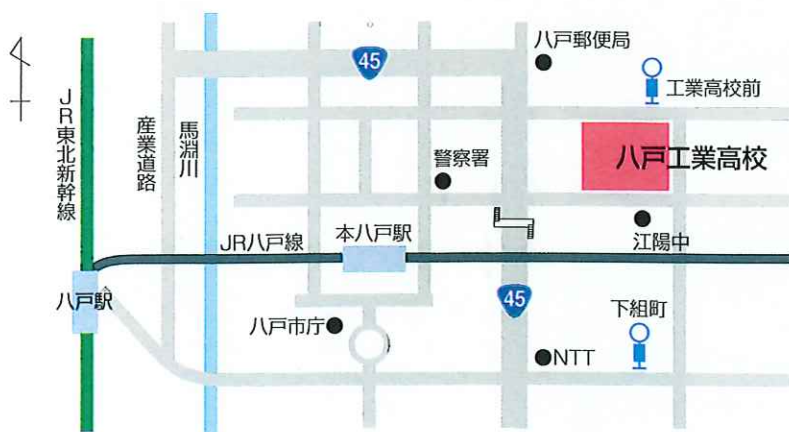 八戸郵便局
45
工業高校前
JR東北新幹線
産業道路
馬淵川
警察署
八戸工業高校
JR八戸線
本八戸駅
江陽中
八戸駅
45
下組町
八戸市庁
NTT